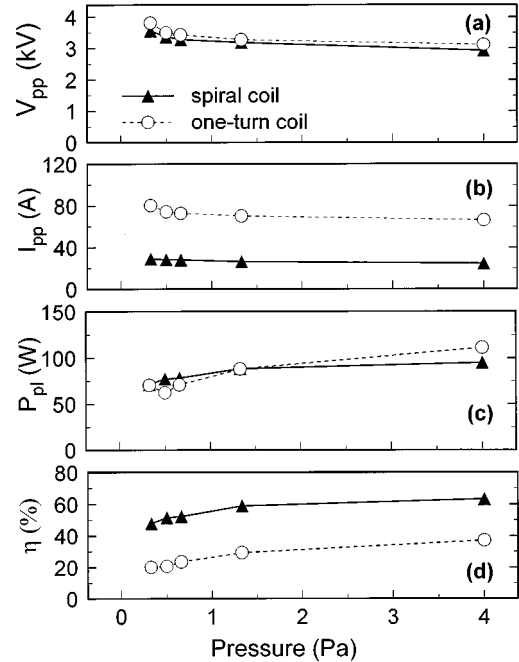 (a)
V_pp (kV)
4
3
2
1
0
spiral coil
one-turn coil
(b)
I_pp (A)
120
80
40
0
(c)
P_pl (W)
150
100
50
0
(d)
η (%)
80
60
40
20
0
0 1 2 3 4
Pressure (Pa)